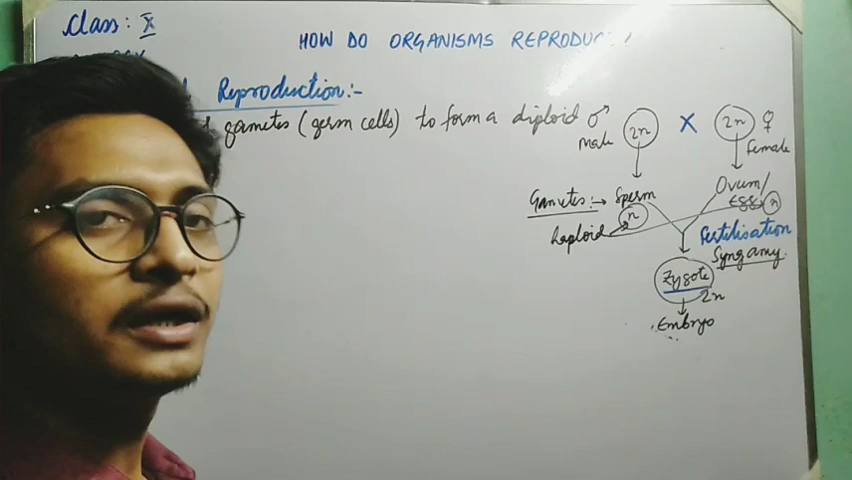 Class: X
HOW DO ORGANISMS REPRODUC
Reproduction:-
gametes (germ cells) to form a diploid
♂ 2n X 2n ♀
male
female
Gametes:→ Sperm
Ovum/
egg n
n
haploid
Fertilisation
Syngamy
Zygote
2n
Embryo